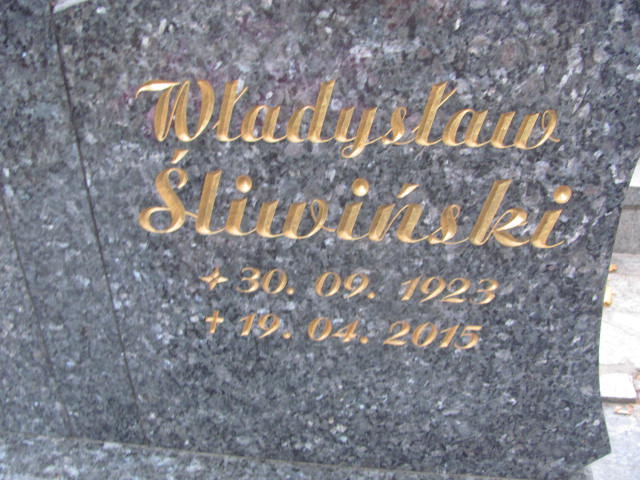 Władysław
Śliwiński
✦ 30. 09. 1923
✝ 19. 04. 2015